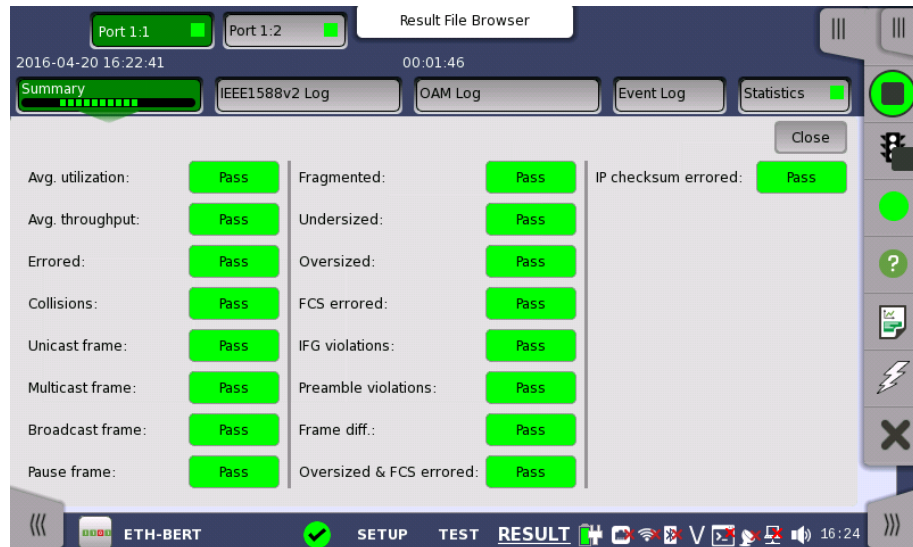 Port 1:1
Port 1:2
Result File Browser
2016-04-20 16:22:41
00:01:46
Summary
IEEE1588v2 Log
OAM Log
Event Log
Statistics
Close
Avg. utilization: Pass
Fragmented: Pass
IP checksum errored: Pass
Avg. throughput: Pass
Undersized: Pass
Errored: Pass
Oversized: Pass
Collisions: Pass
FCS errored: Pass
Unicast frame: Pass
IFG violations: Pass
Multicast frame: Pass
Preamble violations: Pass
Broadcast frame: Pass
Frame diff.: Pass
Pause frame: Pass
Oversized & FCS errored: Pass
ETH-BERT
SETUP
TEST
RESULT
V
16:24